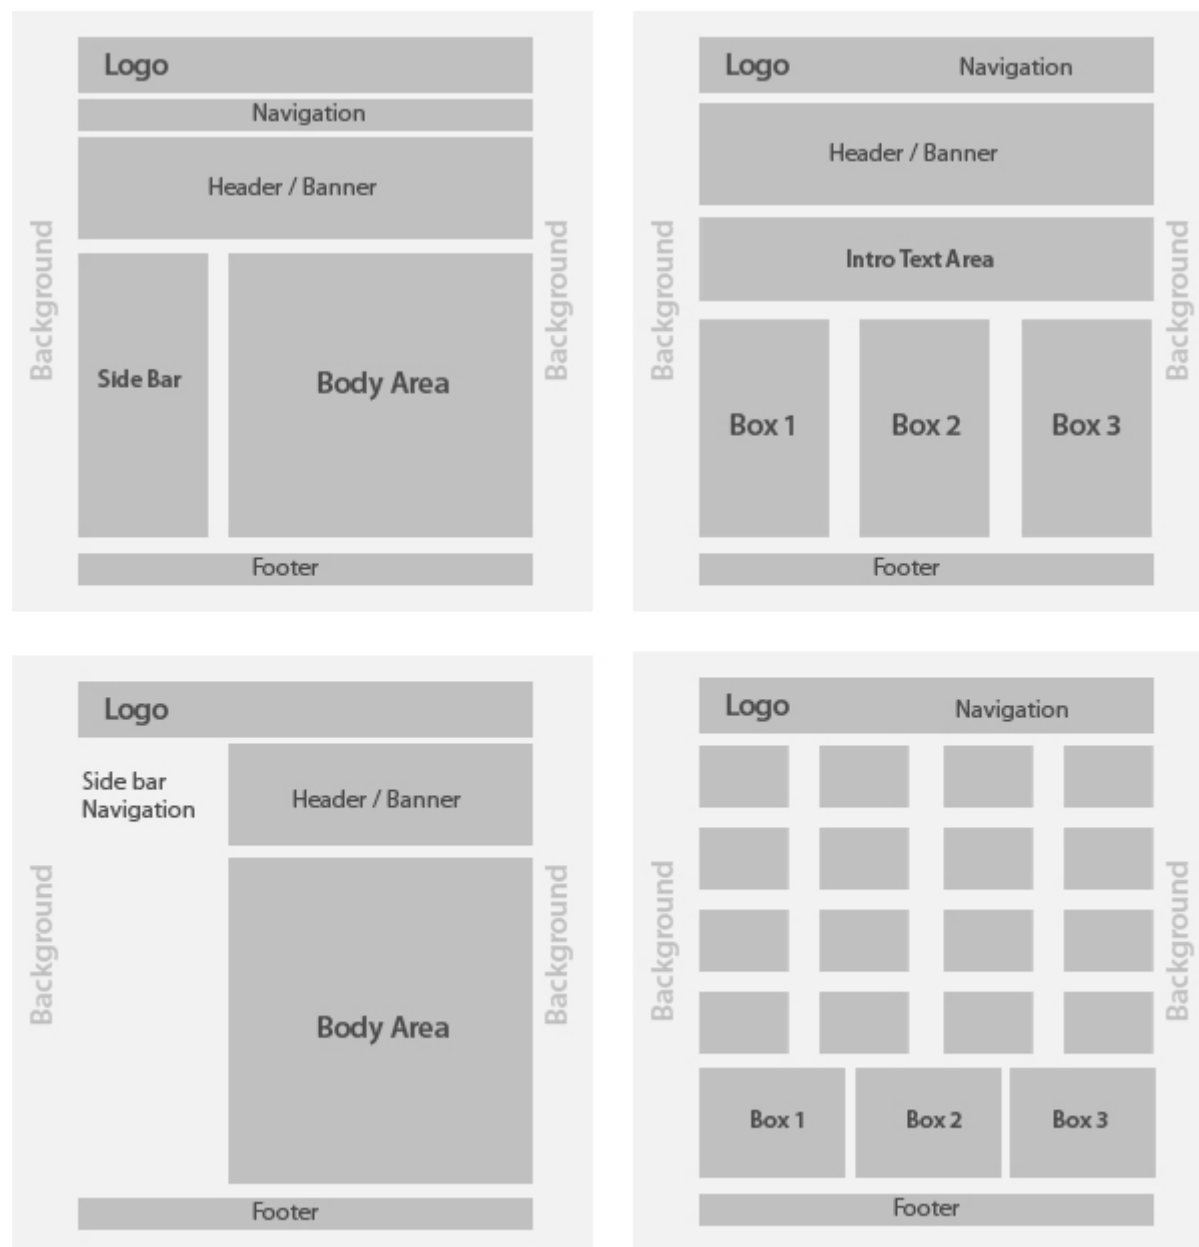 Logo
Navigation
Header / Banner
Background
Background
Side Bar
Body Area
Footer
Logo
Navigation
Header / Banner
Intro Text Area
Background
Background
Box 1
Box 2
Box 3
Footer
Logo
Side bar
Navigation
Header / Banner
Background
Background
Body Area
Footer
Logo
Navigation
Background
Background
Box 1
Box 2
Box 3
Footer